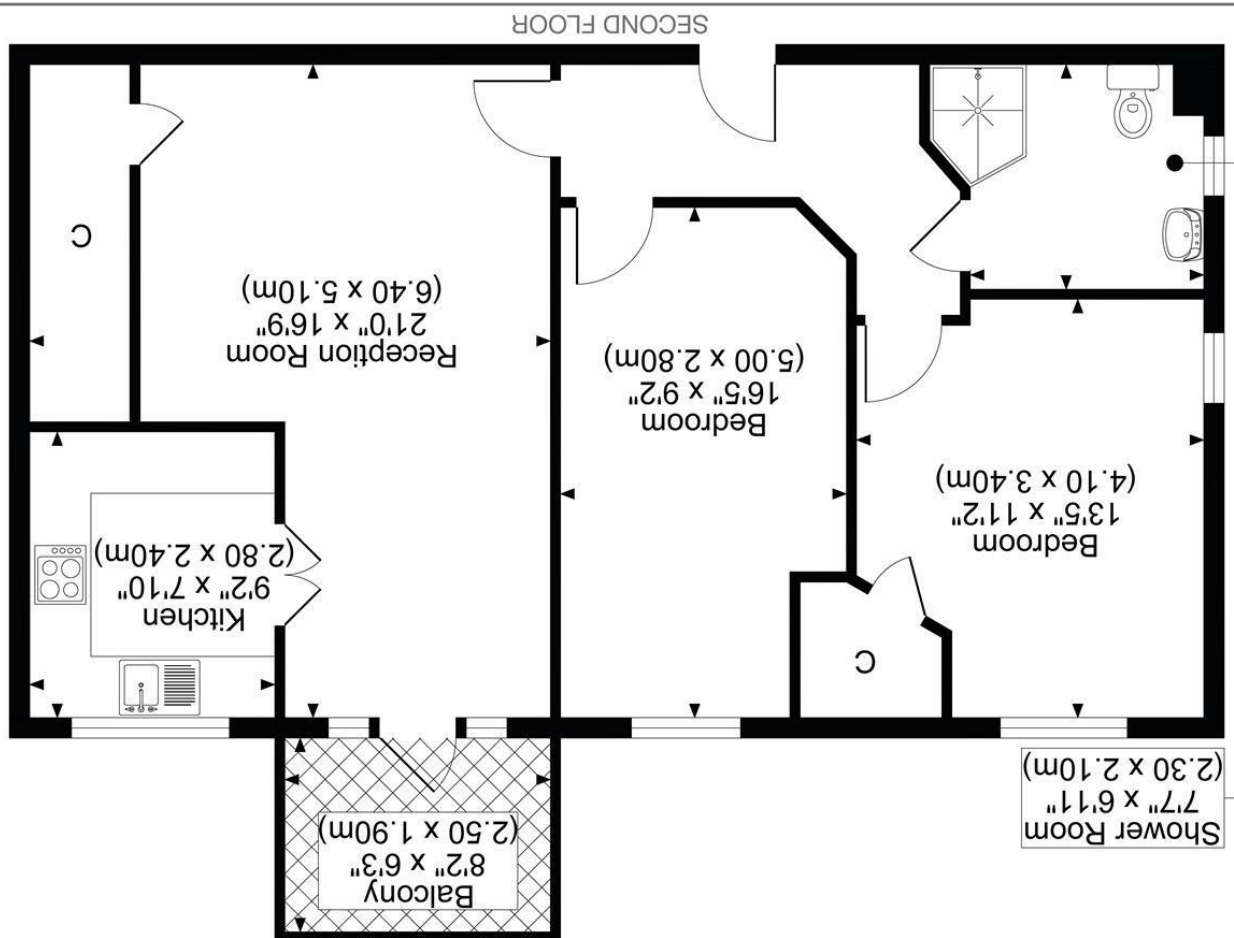 Shower Room
7'7" x 6'11"
(2.30 x 2.10m)
Balcony
8'2" x 6'3"
(2.50 x 1.90m)
Bedroom
13'5" x 11'2"
(4.10 x 3.40m)
C
Bedroom
16'5" x 9'2"
(5.00 x 2.80m)
Kitchen
9'2" x 7'10"
(2.80 x 2.40m)
Reception Room
21'0" x 16'9"
(6.40 x 5.10m)
C
SECOND FLOOR